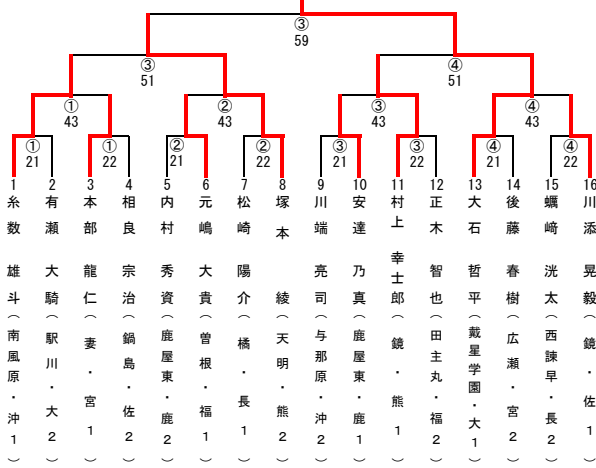 ③
59
③
51
④
51
①
43
②
43
③
43
④
43
①
21
①
22
②
21
②
22
③
21
③
22
④
21
④
22
1 糸数 雄斗（南風原・沖1）
2 有瀬 大騎（駅川・大2）
3 本部 龍仁（妻・宮1）
4 相良 宗治（鍋島・佐2）
5 内村 秀資（鹿屋東・鹿2）
6 元嶋 大貴（曽根・福1）
7 松崎 陽介（橘・長1）
8 塚本 綾（天明・熊2）
9 川端 亮司（与那原・沖2）
10 安達 乃真（鹿屋東・鹿1）
11 村上 幸士郎（鏡・熊1）
12 正木 智也（田主丸・福2）
13 大石 哲平（戴星学園・大1）
14 後藤 春樹（広瀬・宮2）
15 蠣﨑 洸太（西諫早・長2）
16 川添 晃毅（鏡・佐1）